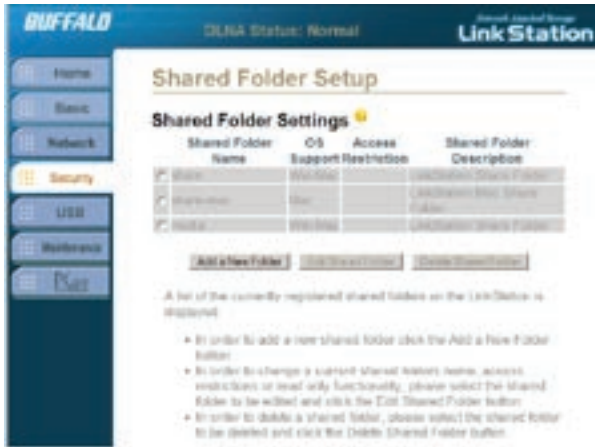 BUFFALO
DLNA Status: Normal
LinkStation
Home
Basic
Network
Security
USB
Maintenance
Shared Folder Setup
Shared Folder Settings
Shared Folder Name
OS Support
Access Restriction
Shared Folder Description
share
Win/Mac
LinkStation Share Folder
share-mac
Mac
LinkStation Mac Share Folder
media
Win/Mac
LinkStation Share Folder
Add a New Folder
Edit Shared Folder
Delete Shared Folder
A list of the currently registered shared folders on the LinkStation is
displayed.
In order to add a new shared folder click the Add a New Folder
button
In order to change a current shared folders name, access
restrictions or read only functionality, please select the shared
folder to be edited and click the Edit Shared Folder button
In order to delete a shared folder, please select the shared folder
to be deleted and click the Delete Shared Folder button